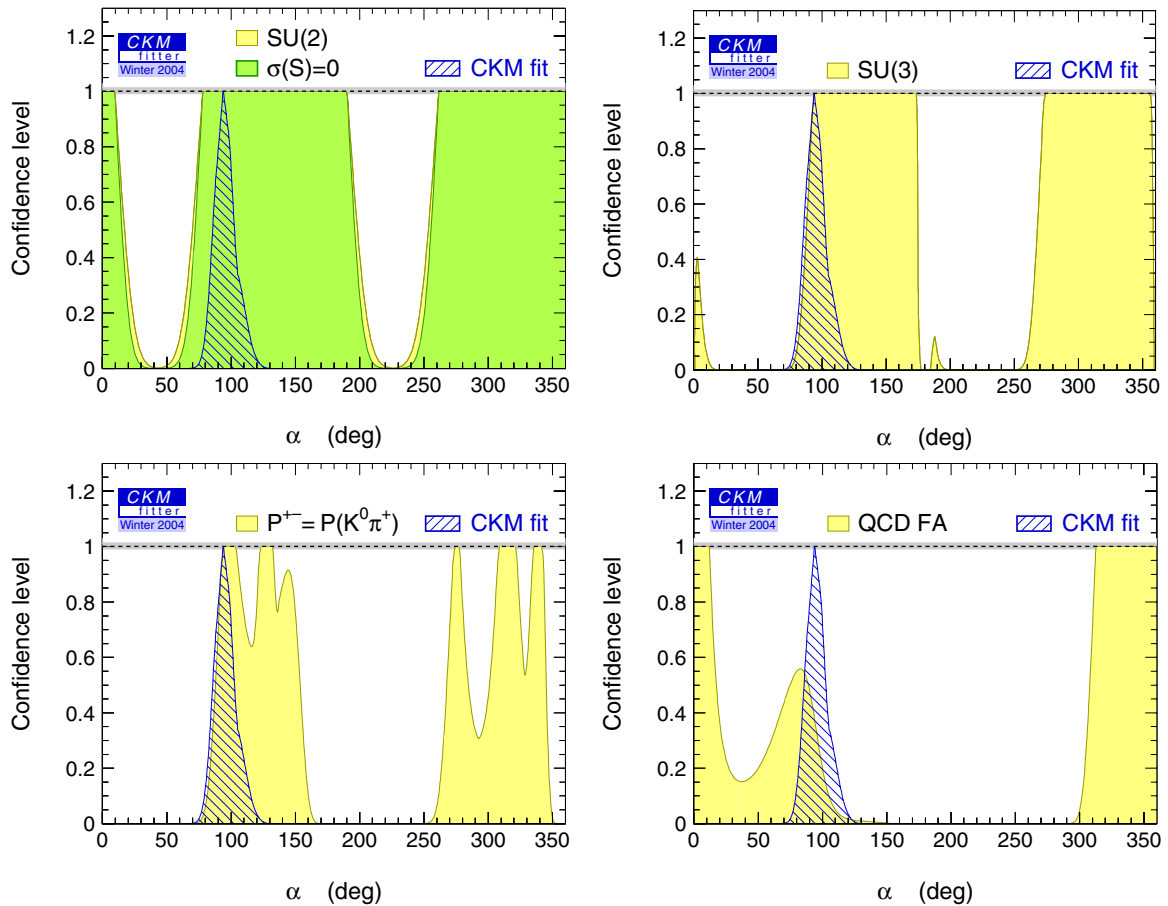 CKM
fitter
Winter 2004
SU(2)
σ(S)=0
CKM fit
Confidence level
0
0.2
0.4
0.6
0.8
1
1.2
0 50 100 150 200 250 300 350
α (deg)
CKM
fitter
Winter 2004
SU(3)
CKM fit
Confidence level
0
0.2
0.4
0.6
0.8
1
1.2
0 50 100 150 200 250 300 350
α (deg)
CKM
fitter
Winter 2004
P⁺⁻= P(K⁰π⁺)
CKM fit
Confidence level
0
0.2
0.4
0.6
0.8
1
1.2
0 50 100 150 200 250 300 350
α (deg)
CKM
fitter
Winter 2004
QCD FA
CKM fit
Confidence level
0
0.2
0.4
0.6
0.8
1
1.2
0 50 100 150 200 250 300 350
α (deg)